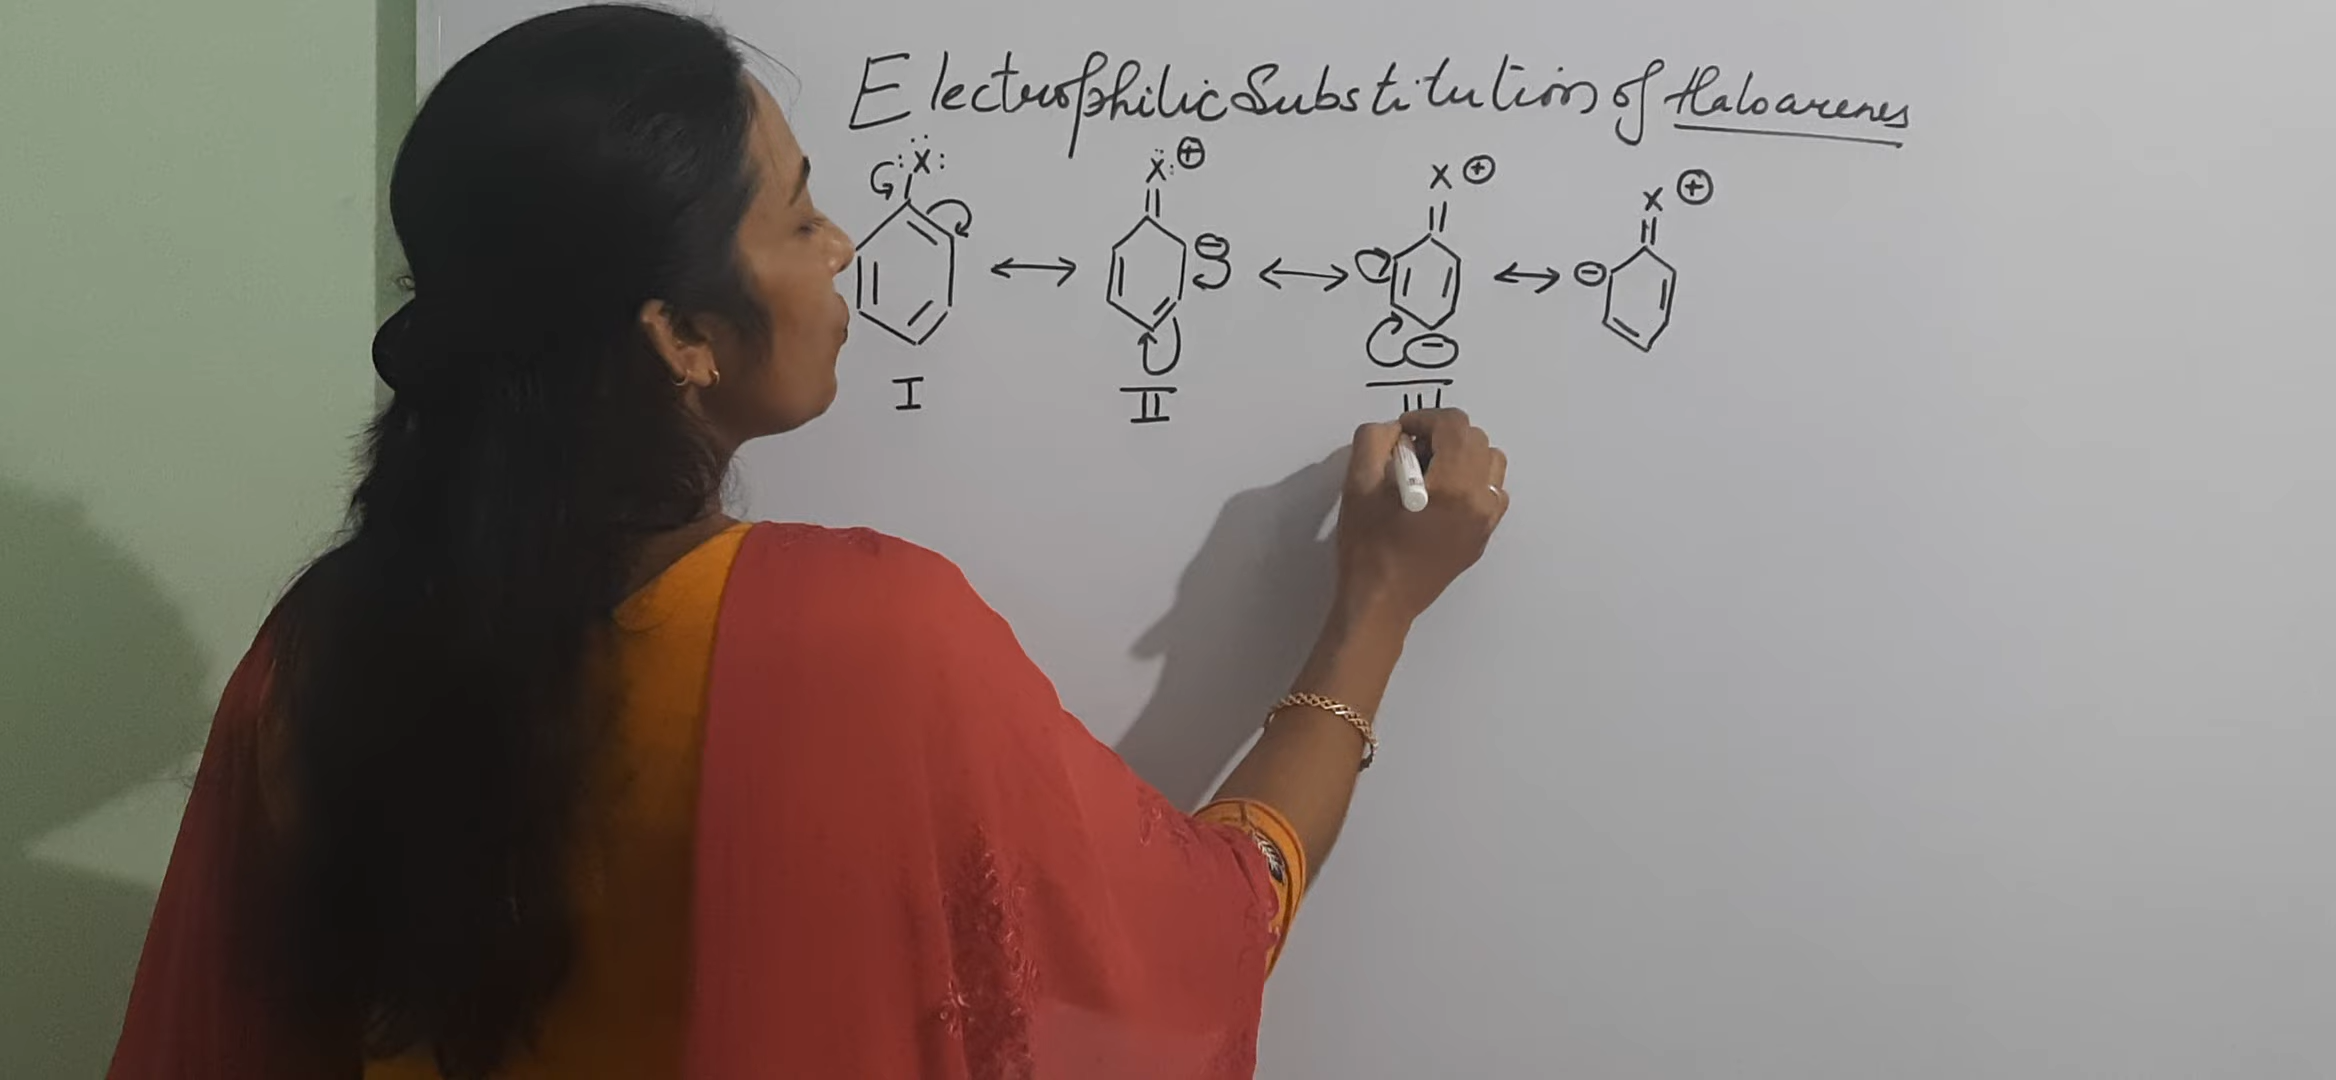 Electrophilic Substitution of Haloarenes
:Ẍ: Ẍ: ⊕ X ⊕ X ⊕
⊖ ⊖
⊖
I II III